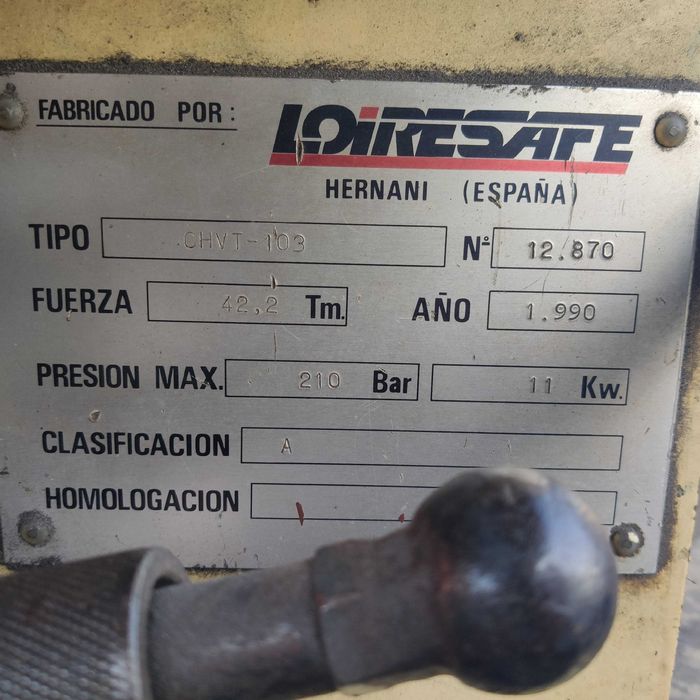 FABRICADO POR: LOIRESAFE
HERNANI (ESPAÑA)
TIPO CHVT-103 Nº 12.870
FUERZA 42,2 Tm. AÑO 1.990
PRESION MAX. 210 Bar 11 Kw.
CLASIFICACION A
HOMOLOGACION